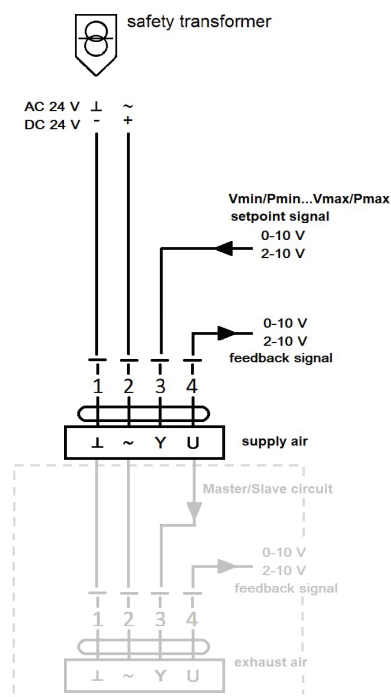 safety transformer
AC 24 V ⊥ ~
DC 24 V - +
Vmin/Pmin...Vmax/Pmax
setpoint signal
0-10 V
2-10 V
0-10 V
2-10 V
feedback signal
1 2 3 4
⊥ ~ Y U
supply air
Master/Slave circuit
0-10 V
2-10 V
feedback signal
1 2 3 4
⊥ ~ Y U
exhaust air